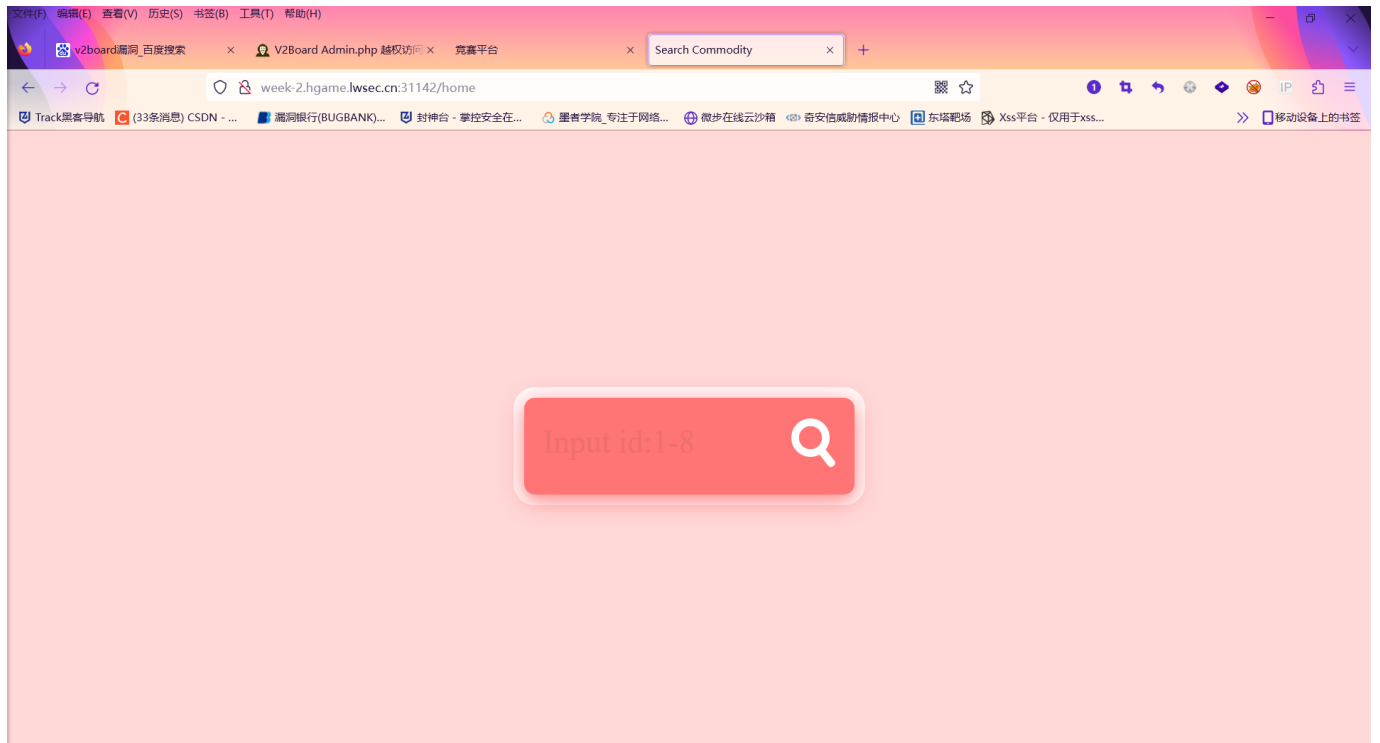 文件(F) 编辑(E) 查看(V) 历史(S) 书签(B) 工具(T) 帮助(H)
v2board漏洞_百度搜索 V2Board Admin.php 越权访问 竞赛平台 Search Commodity
week-2.hgame.lwsec.cn:31142/home 1 IP
Track黑客导航 (33条消息) CSDN - ... 漏洞银行(BUGBANK)... 封神台 - 掌控安全在... 墨者学院_专注于网络... 微步在线云沙箱 奇安信威胁情报中心 东塔靶场 Xss平台 - 仅用于xss... 移动设备上的书签
Input id:1-8